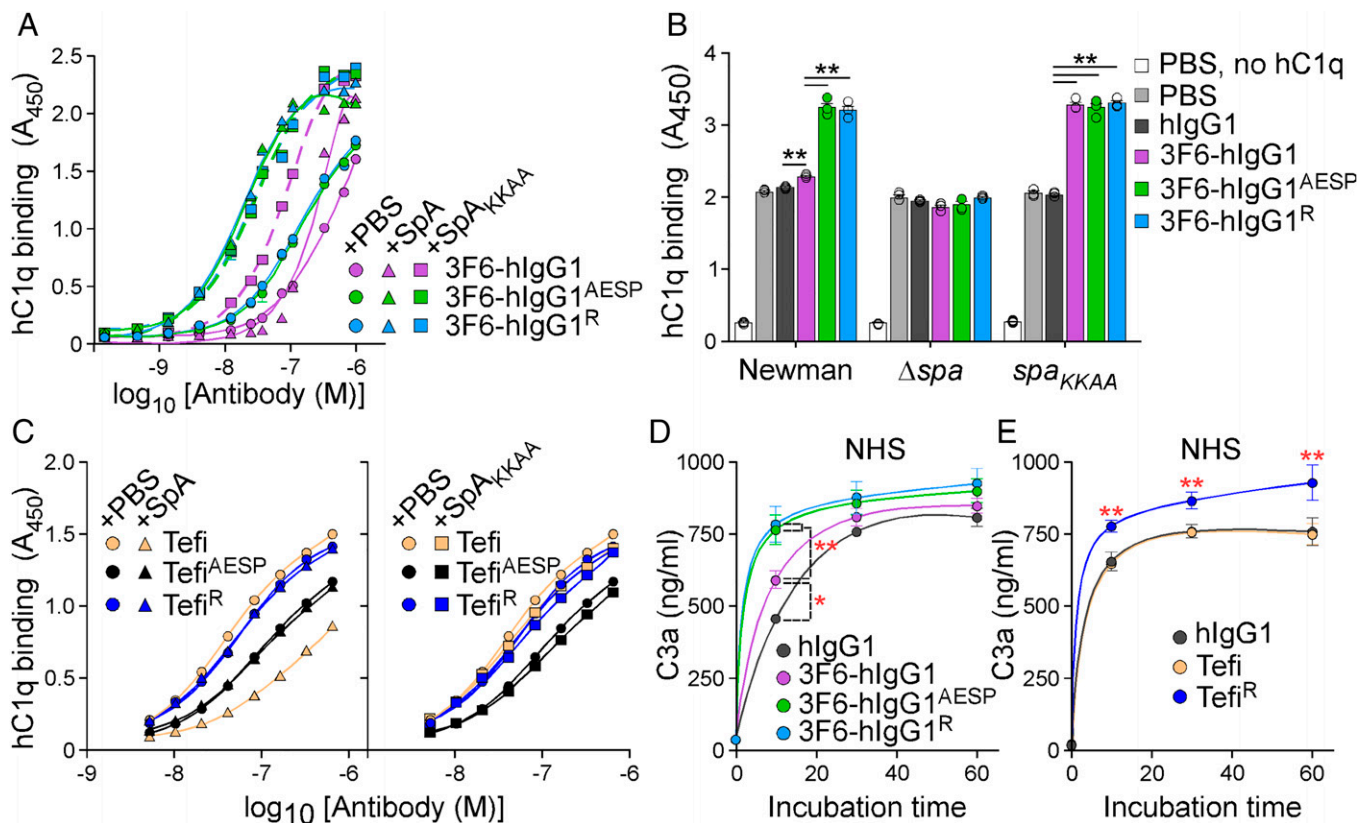 A
hC1q binding (A450)
2.5
2.0
1.5
1.0
0.5
0
-9
-8
-7
-6
log10 [Antibody (M)]
+PBS
+SpA
+SpAKKAA
3F6-hIgG1
3F6-hIgG1AESP
3F6-hIgG1R
B
hC1q binding (A450)
4
3
2
1
0
**
**
**
Newman
Δspa
spaKKAA
PBS, no hC1q
PBS
hIgG1
3F6-hIgG1
3F6-hIgG1AESP
3F6-hIgG1R
C
hC1q binding (A450)
2.0
1.5
1.0
0.5
0
+PBS
+SpA
Tefi
TefiAESP
TefiR
+PBS
+SpAKKAA
Tefi
TefiAESP
TefiR
-9
-8
-7
-6
-8
-7
-6
log10 [Antibody (M)]
D
NHS
C3a (ng/ml)
1000
750
500
250
0
**
*
hIgG1
3F6-hIgG1
3F6-hIgG1AESP
3F6-hIgG1R
0
20
40
60
Incubation time
E
NHS
C3a (ng/ml)
1000
750
500
250
0
**
**
**
hIgG1
Tefi
TefiR
0
20
40
60
Incubation time